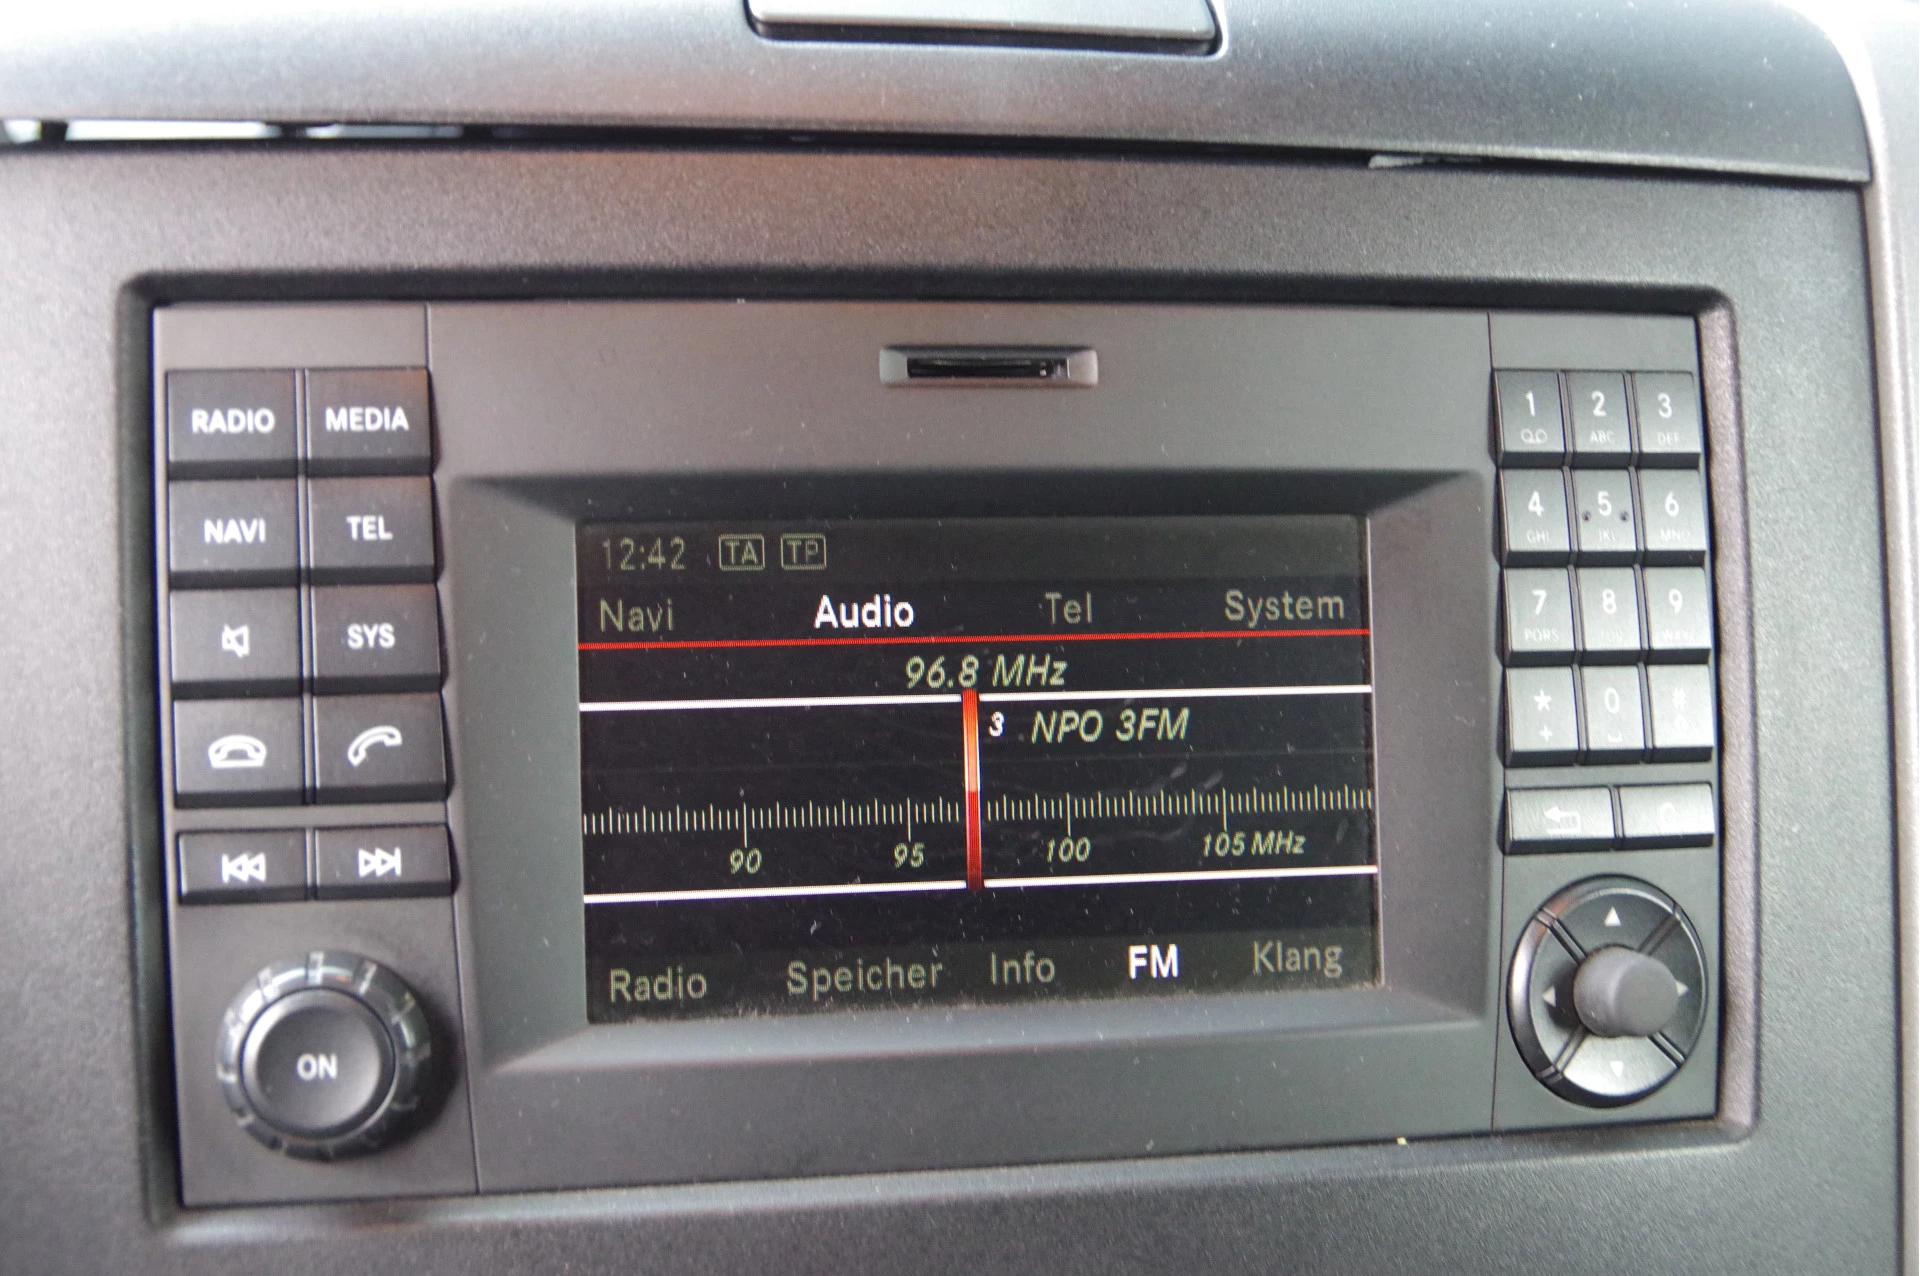 RADIO MEDIA
NAVI TEL
SYS
ON
12:42 TA TP
Navi Audio Tel System
96.8 MHz
3 NPO 3FM
90 95 100 105 MHz
Radio Speicher Info FM Klang
1 2 3
ABC DEF
4 5 6
GHI JKL MNO
7 8 9
PQRS
* 0 #
+